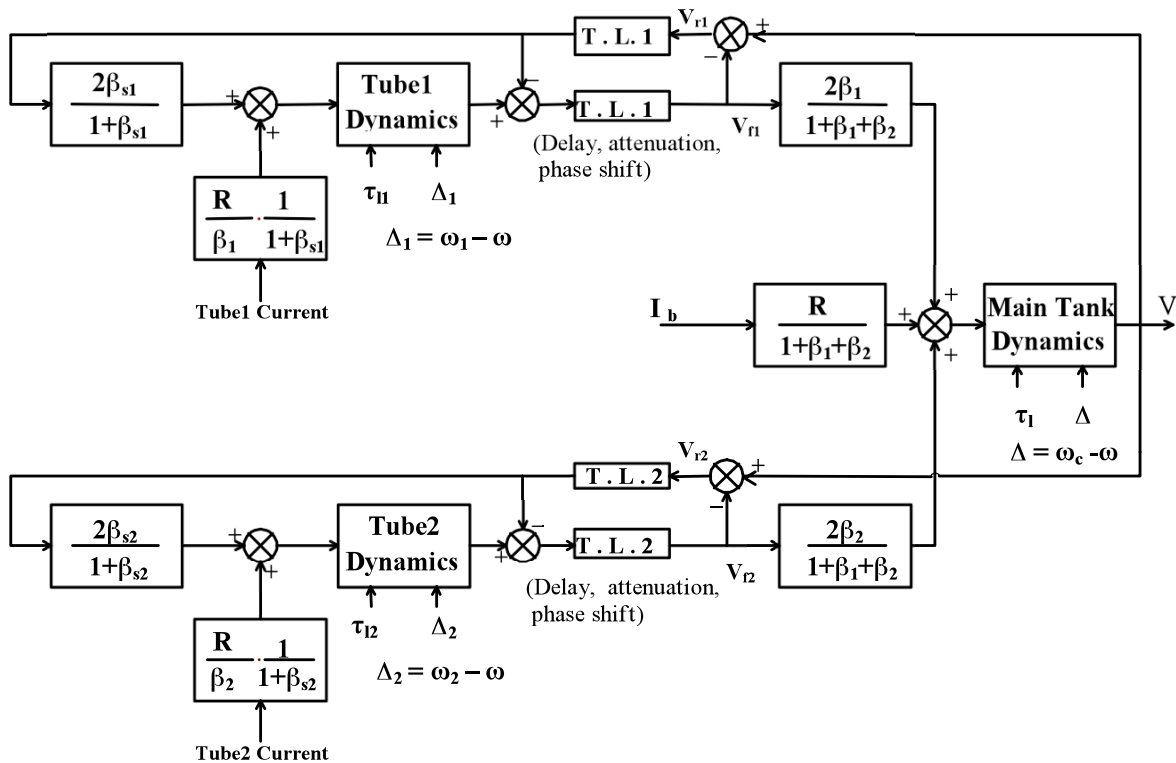 V_r1
+
T . L . 1
−
2β_s1
1+β_s1
+
+
Tube1
Dynamics
−
+
T. L . 1
V_f1
2β_1
1+β_1+β_2
(Delay, attenuation,
phase shift)
τ_l1
Δ_1
Δ_1 = ω_1 − ω
R
β_1
.
1
1+β_s1
Tube1 Current
I_b
R
1+β_1+β_2
+
+
+
Main Tank
Dynamics
V
τ_l
Δ
Δ = ω_c -ω
V_r2
+
T . L . 2
−
2β_s2
1+β_s2
+
+
Tube2
Dynamics
−
+
T. L . 2
V_f2
2β_2
1+β_1+β_2
(Delay, attenuation,
phase shift)
τ_l2
Δ_2
Δ_2 = ω_2 − ω
R
β_2
.
1
1+β_s2
Tube2 Current